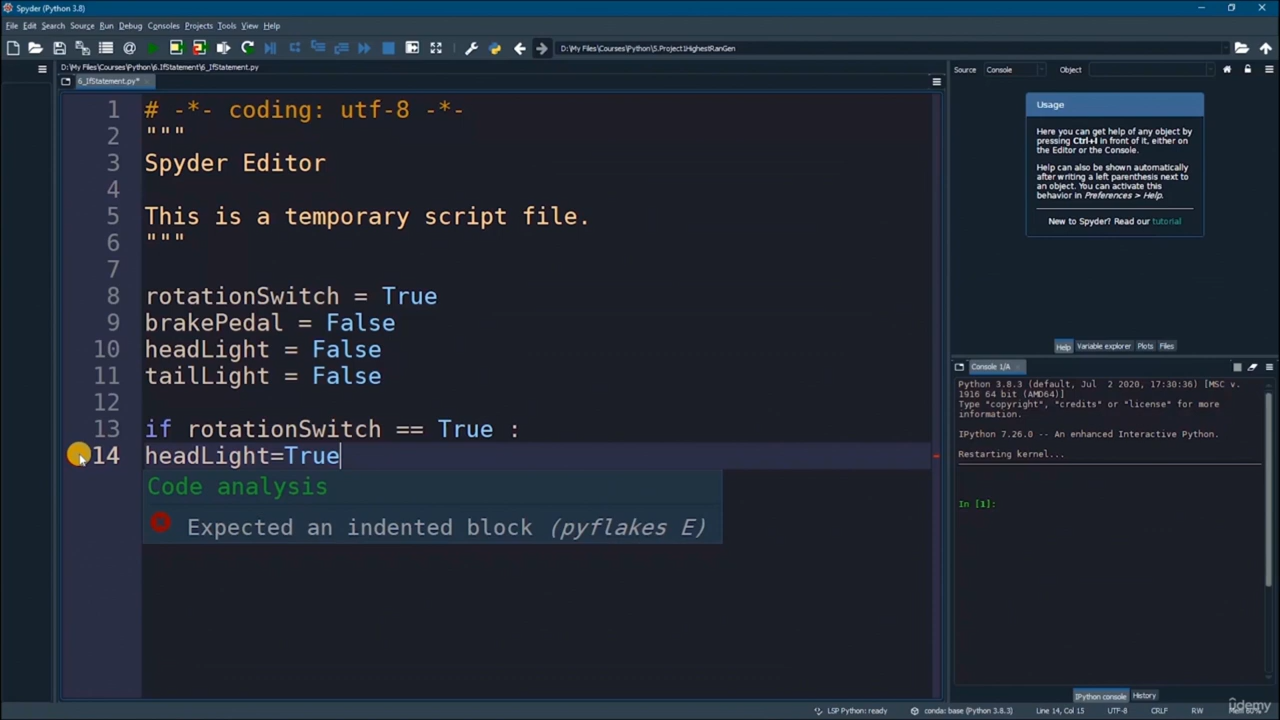 Spyder (Python 3.8)
File Edit Search Source Run Debug Consoles Projects Tools View Help
D:\My Files\Courses\Python\5.Project1HighestRanGen
D:\My Files\Courses\Python\6.IfStatement\6_IfStatement.py
6_IfStatement.py*
Source Console Object
1 # -*- coding: utf-8 -*-
2 """
3 Spyder Editor
4
5 This is a temporary script file.
6 """
7
8 rotationSwitch = True
9 brakePedal = False
10 headLight = False
11 tailLight = False
12
13 if rotationSwitch == True :
14 headLight=True
Code analysis
Expected an indented block (pyflakes E)
Usage
Here you can get help of any object by
pressing Ctrl+I in front of it, either on
the Editor or the Console.
Help can also be shown automatically
after writing a left parenthesis next to
an object. You can activate this
behavior in Preferences > Help.
New to Spyder? Read our tutorial
Help Variable explorer Plots Files
Console 1/A
Python 3.8.3 (default, Jul 2 2020, 17:30:36) [MSC v.
1916 64 bit (AMD64)]
Type "copyright", "credits" or "license" for more
information.
IPython 7.26.0 -- An enhanced Interactive Python.
Restarting kernel...
In [1]:
IPython console History
LSP Python: ready conda: base (Python 3.8.3) Line 14, Col 15 UTF-8 CRLF RW
ûdemy